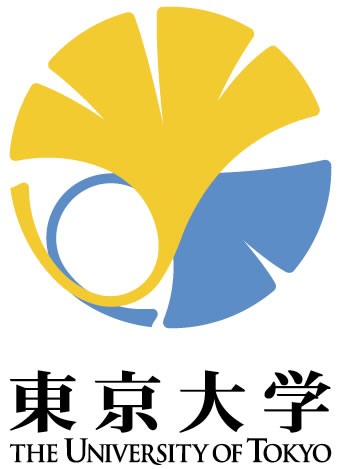 東京大学
THE UNIVERSITY OF TOKYO